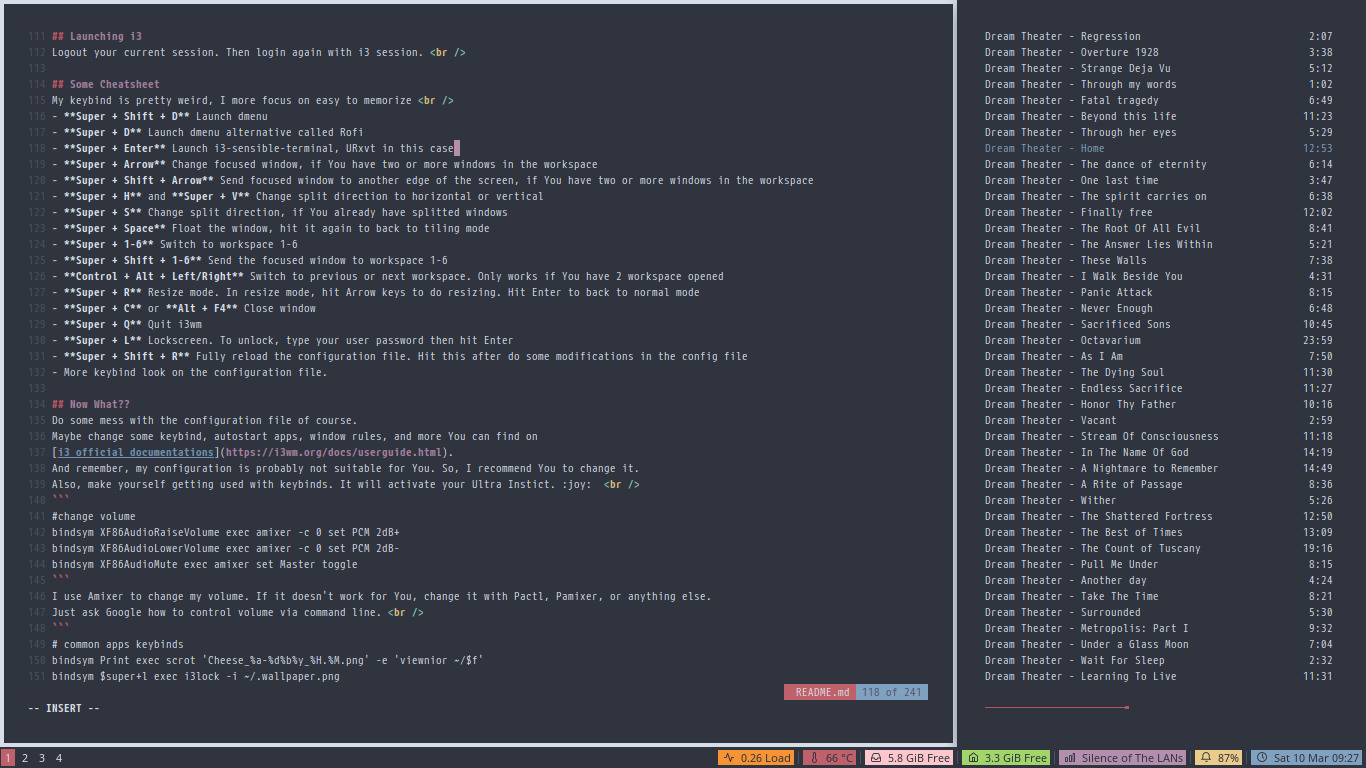 111 ## Launching i3
112 Logout your current session. Then login again with i3 session. <br />
113
114 ## Some Cheatsheet
115 My keybind is pretty weird, I more focus on easy to memorize <br />
116 - **Super + Shift + D** Launch dmenu
117 - **Super + D** Launch dmenu alternative called Rofi
118 - **Super + Enter** Launch i3-sensible-terminal, URxvt in this case
119 - **Super + Arrow** Change focused window, if You have two or more windows in the workspace
120 - **Super + Shift + Arrow** Send focused window to another edge of the screen, if You have two or more windows in the workspace
121 - **Super + H** and **Super + V** Change split direction to horizontal or vertical
122 - **Super + S** Change split direction, if You already have splitted windows
123 - **Super + Space** Float the window, hit it again to back to tiling mode
124 - **Super + 1-6** Switch to workspace 1-6
125 - **Super + Shift + 1-6** Send the focused window to workspace 1-6
126 - **Control + Alt + Left/Right** Switch to previous or next workspace. Only works if You have 2 workspace opened
127 - **Super + R** Resize mode. In resize mode, hit Arrow keys to do resizing. Hit Enter to back to normal mode
128 - **Super + C** or **Alt + F4** Close window
129 - **Super + Q** Quit i3wm
130 - **Super + L** Lockscreen. To unlock, type your user password then hit Enter
131 - **Super + Shift + R** Fully reload the configuration file. Hit this after do some modifications in the config file
132 - More keybind look on the configuration file.
133
134 ## Now What??
135 Do some mess with the configuration file of course.
136 Maybe change some keybind, autostart apps, window rules, and more You can find on
137 [i3 official documentations](https://i3wm.org/docs/userguide.html).
138 And remember, my configuration is probably not suitable for You. So, I recommend You to change it.
139 Also, make yourself getting used with keybinds. It will activate your Ultra Instict. :joy:  <br />
140 ```
141 #change volume
142 bindsym XF86AudioRaiseVolume exec amixer -c 0 set PCM 2dB+
143 bindsym XF86AudioLowerVolume exec amixer -c 0 set PCM 2dB-
144 bindsym XF86AudioMute exec amixer set Master toggle
145 ```
146 I use Amixer to change my volume. If it doesn't work for You, change it with Pactl, Pamixer, or anything else.
147 Just ask Google how to control volume via command line. <br />
148 ```
149 # common apps keybinds
150 bindsym Print exec scrot 'Cheese_%a-%d%b%y_%H.%M.png' -e 'viewnior ~/$f'
151 bindsym $super+l exec i3lock -i ~/.wallpaper.png
README.md 118 of 241
-- INSERT --
Dream Theater - Regression 2:07
Dream Theater - Overture 1928 3:38
Dream Theater - Strange Deja Vu 5:12
Dream Theater - Through my words 1:02
Dream Theater - Fatal tragedy 6:49
Dream Theater - Beyond this life 11:23
Dream Theater - Through her eyes 5:29
Dream Theater - Home 12:53
Dream Theater - The dance of eternity 6:14
Dream Theater - One last time 3:47
Dream Theater - The spirit carries on 6:38
Dream Theater - Finally free 12:02
Dream Theater - The Root Of All Evil 8:41
Dream Theater - The Answer Lies Within 5:21
Dream Theater - These Walls 7:38
Dream Theater - I Walk Beside You 4:31
Dream Theater - Panic Attack 8:15
Dream Theater - Never Enough 6:48
Dream Theater - Sacrificed Sons 10:45
Dream Theater - Octavarium 23:59
Dream Theater - As I Am 7:50
Dream Theater - The Dying Soul 11:30
Dream Theater - Endless Sacrifice 11:27
Dream Theater - Honor Thy Father 10:16
Dream Theater - Vacant 2:59
Dream Theater - Stream Of Consciousness 11:18
Dream Theater - In The Name Of God 14:19
Dream Theater - A Nightmare to Remember 14:49
Dream Theater - A Rite of Passage 8:36
Dream Theater - Wither 5:26
Dream Theater - The Shattered Fortress 12:50
Dream Theater - The Best of Times 13:09
Dream Theater - The Count of Tuscany 19:16
Dream Theater - Pull Me Under 8:15
Dream Theater - Another day 4:24
Dream Theater - Take The Time 8:21
Dream Theater - Surrounded 5:30
Dream Theater - Metropolis: Part I 9:32
Dream Theater - Under a Glass Moon 7:04
Dream Theater - Wait For Sleep 2:32
Dream Theater - Learning To Live 11:31
1 2 3 4 0.26 Load 66 °C 5.8 GiB Free 3.3 GiB Free Silence of The LANs 87% Sat 10 Mar 09:27